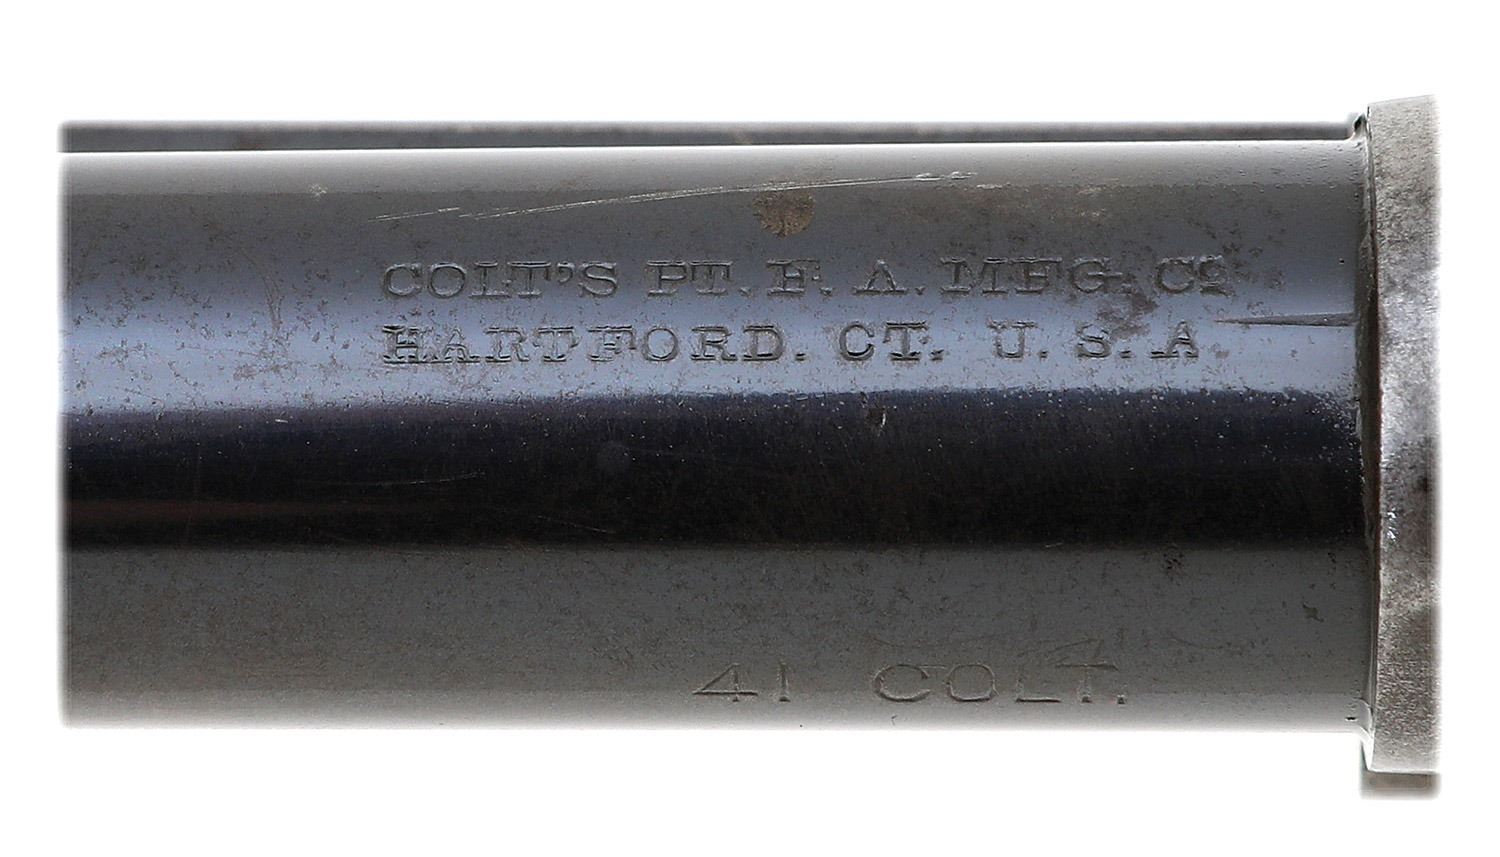 COLT'S PT. F. A. MFG. Cº
HARTFORD. CT. U. S. A.
41 COLT.